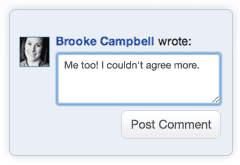 Brooke Campbell wrote:
Me too! I couldn't agree more.
Post Comment